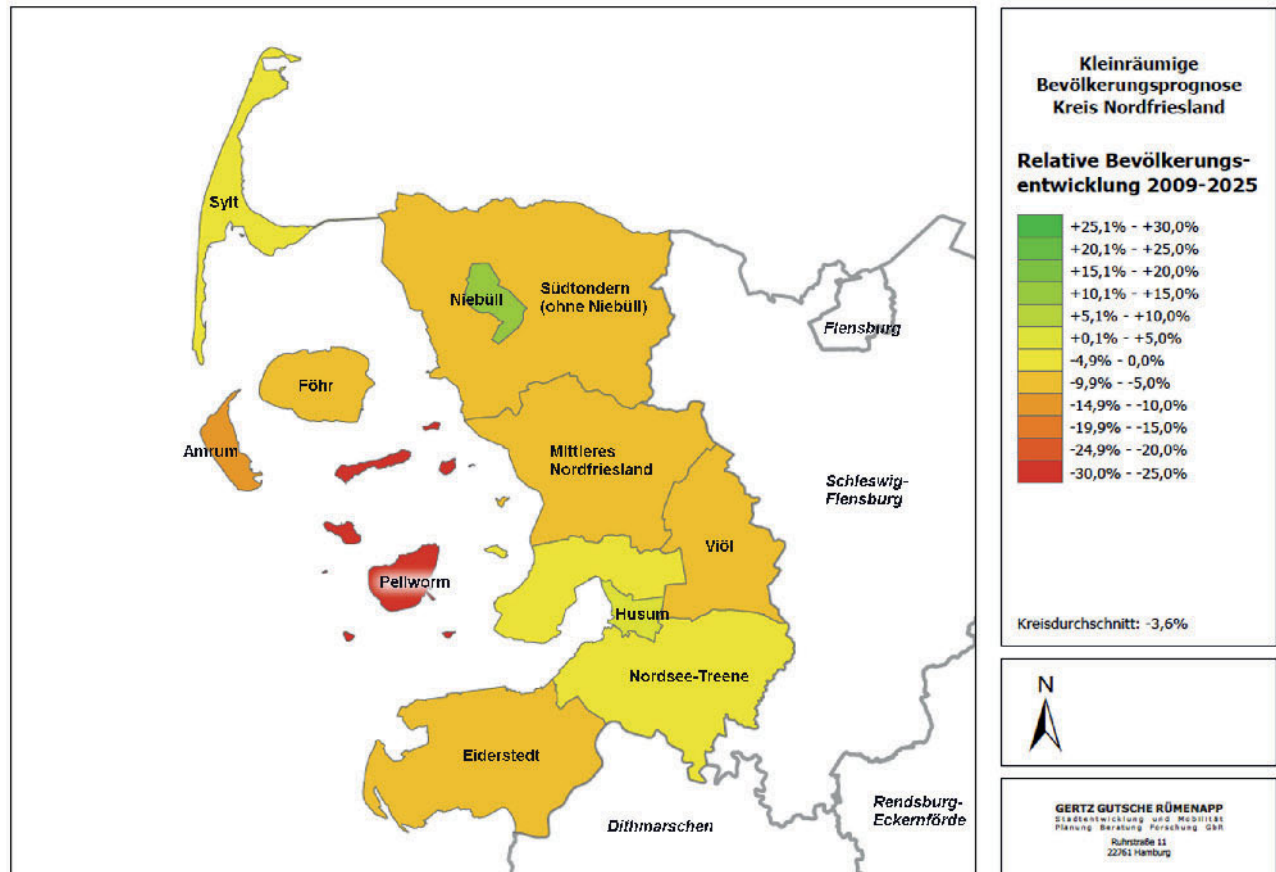 Sylt
Niebüll
Südtondern
(ohne Niebüll)
Flensburg
Föhr
Amrum
Mittleres
Nordfriesland
Schleswig-
Flensburg
Viöl
Pellworm
Husum
Nordsee-Treene
Eiderstedt
Dithmarschen
Rendsburg-
Eckernförde
Kleinräumige
Bevölkerungsprognose
Kreis Nordfriesland
Relative Bevölkerungs-
entwicklung 2009-2025
+25,1% - +30,0%
+20,1% - +25,0%
+15,1% - +20,0%
+10,1% - +15,0%
+5,1% - +10,0%
+0,1% - +5,0%
-4,9% - 0,0%
-9,9% - -5,0%
-14,9% - -10,0%
-19,9% - -15,0%
-24,9% - -20,0%
-30,0% - -25,0%
Kreisdurchschnitt: -3,6%
N
GERTZ GUTSCHE RÜMENAPP
Stadtentwicklung und Mobilität
Planung Beratung Forschung GbR
Ruhrstraße 11
22761 Hamburg